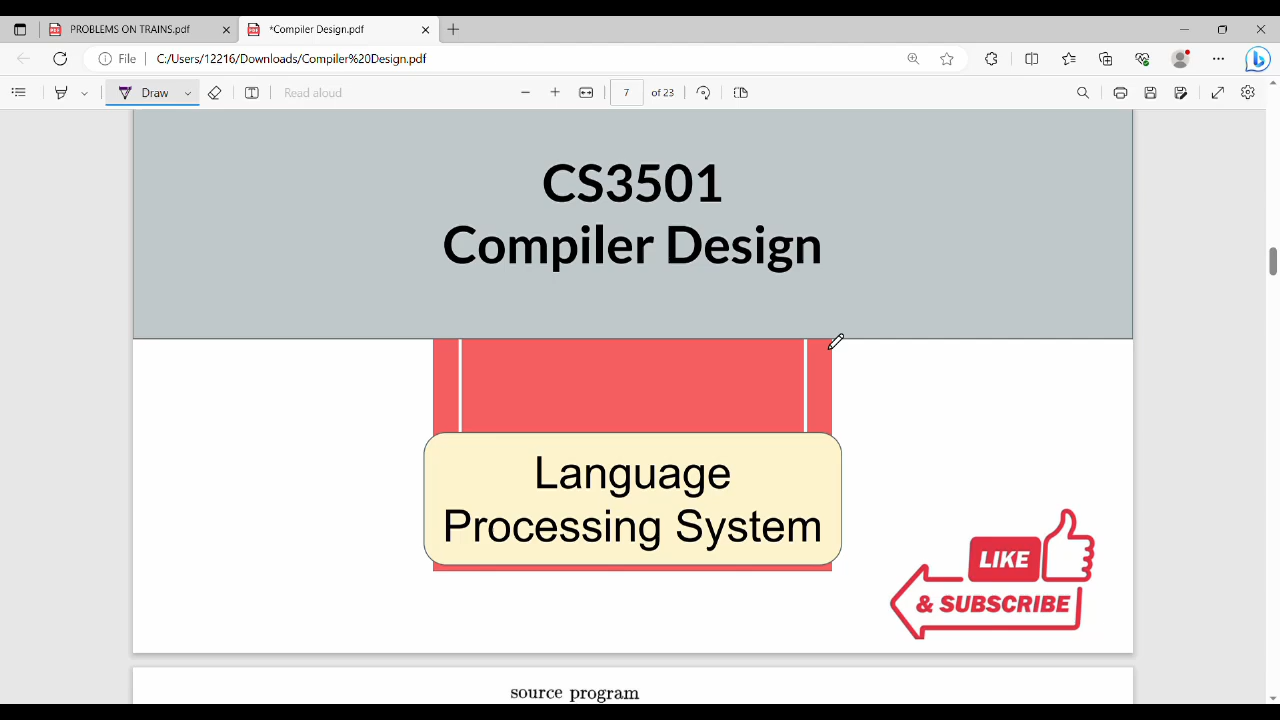 PROBLEMS ON TRAINS.pdf
*Compiler Design.pdf
File
C:/Users/12216/Downloads/Compiler%20Design.pdf
Draw
Read aloud
7
of 23
CS3501
Compiler Design
Language
Processing System
LIKE
& SUBSCRIBE
source program